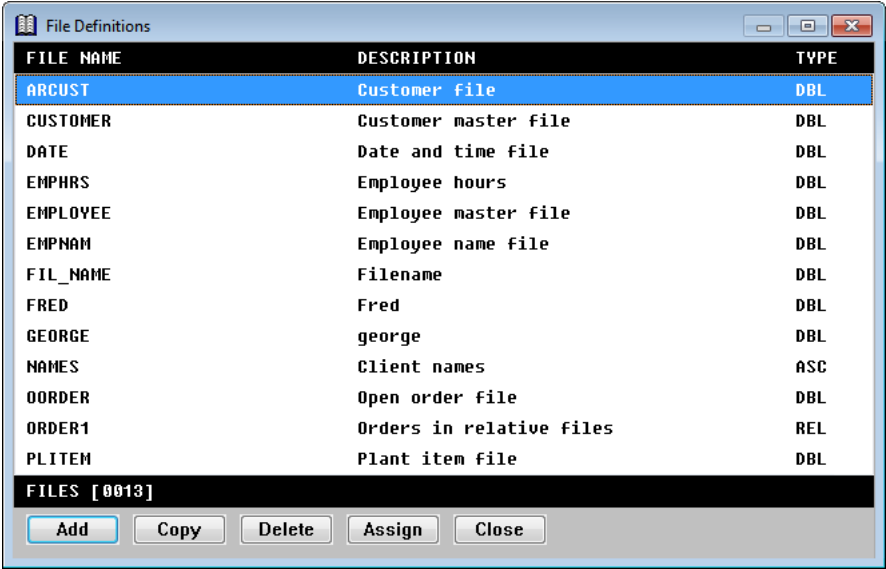 File Definitions
FILE NAME DESCRIPTION TYPE
ARCUST Customer file DBL
CUSTOMER Customer master file DBL
DATE Date and time file DBL
EMPHRS Employee hours DBL
EMPLOYEE Employee master file DBL
EMPNAM Employee name file DBL
FIL_NAME Filename DBL
FRED Fred DBL
GEORGE george DBL
NAMES Client names ASC
OORDER Open order file DBL
ORDER1 Orders in relative files REL
PLITEM Plant item file DBL
FILES [0013]
Add Copy Delete Assign Close